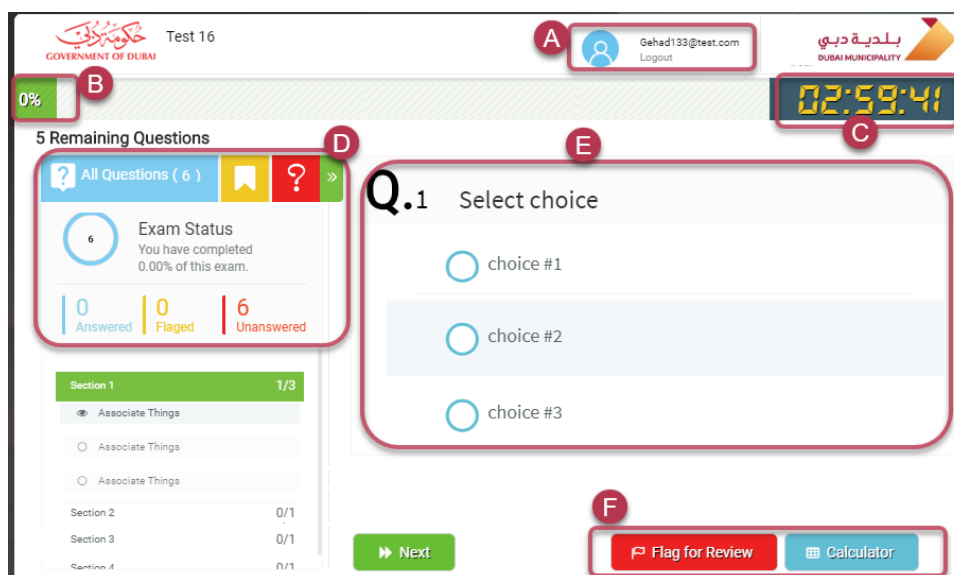 حكومة دبي
GOVERNMENT OF DUBAI
Test 16
A
Gehad133@test.com
Logout
بلدية دبي
DUBAI MUNICIPALITY
0%
B
02:59:41
C
5 Remaining Questions
D
E
All Questions ( 6 )
?
»
6
Exam Status
You have completed
0.00% of this exam.
0
Answered
0
Flaged
6
Unanswered
Q.1 Select choice
choice #1
choice #2
choice #3
Section 1 1/3
Associate Things
Associate Things
Associate Things
Section 2 0/1
Section 3 0/1
Section 4 0/1
F
Next
Flag for Review
Calculator